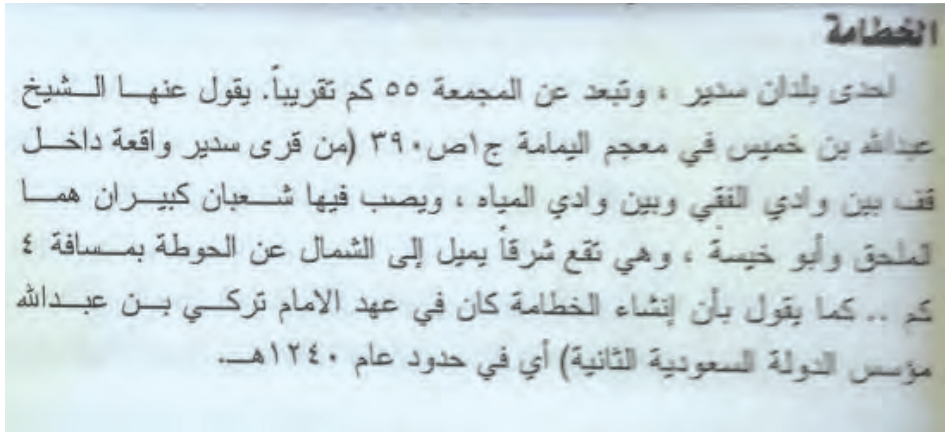 الخطامة
احدى بلدان سدير ، وتبعد عن المجمعة ٥٥ كم تقريباً. يقول عنها الشيخ
عبدالله بن خميس في معجم اليمامة ج١ص٣٩٠ (من قرى سدير واقعة داخل
قف بين وادي الفقي وبين وادي المياه ، ويصب فيها شعبان كبيران هما
الملحق وأبو خيسة ، وهي تقع شرقاً يميل إلى الشمال عن الحوطة بمسافة ٤
كم .. كما يقول بأن إنشاء الخطامة كان في عهد الامام تركي بن عبدالله
مؤسس الدولة السعودية الثانية) أي في حدود عام ١٢٤٠هـ.